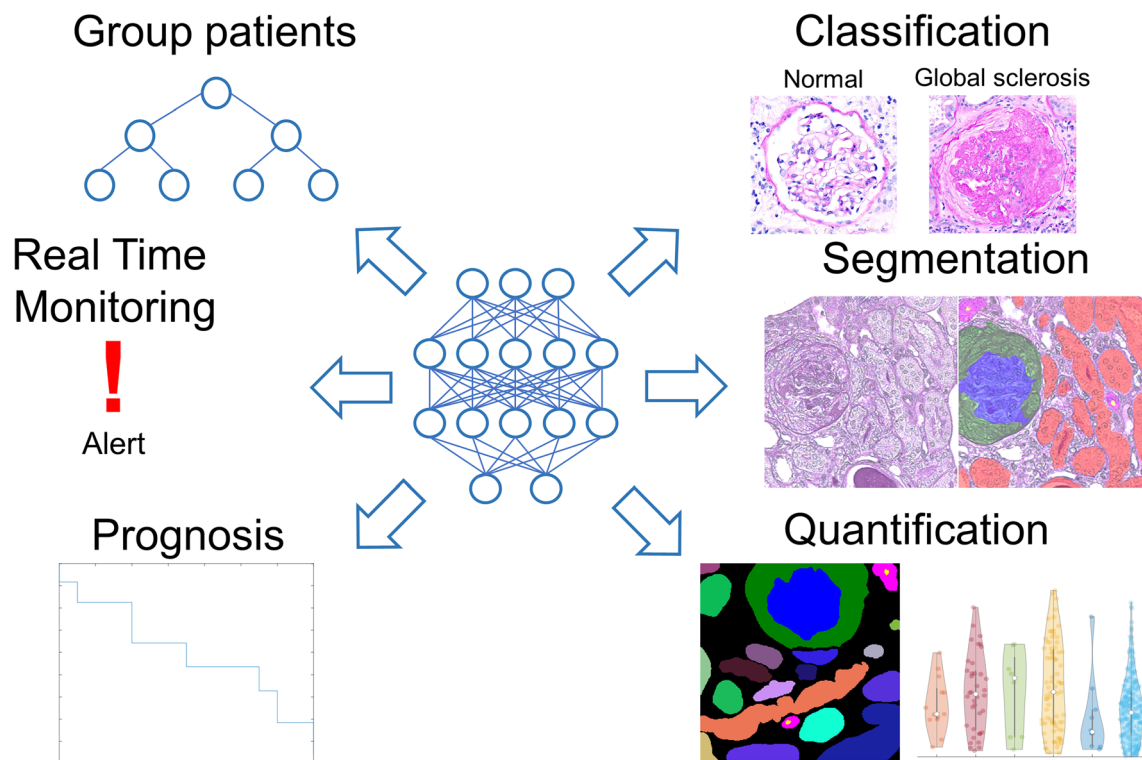 Group patients
Classification
Normal
Global sclerosis
Real Time
Monitoring
Alert
Segmentation
Prognosis
Quantification